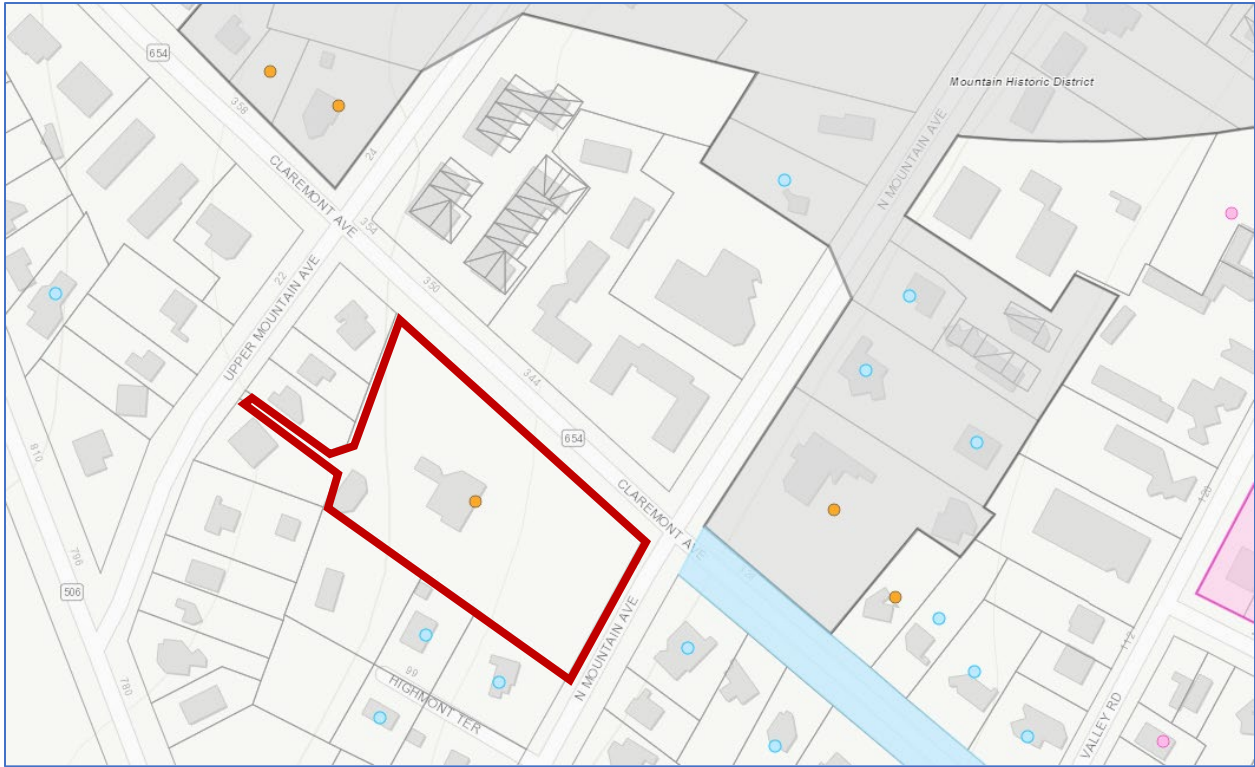 654
358
CLAREMONT AVE
24
354
Mountain Historic District
N MOUNTAIN AVE
22
UPPER MOUNTAIN AVE
350
344
654
CLAREMONT AVE
810
796
506
780
99
HIGHMONT TER
N MOUNTAIN AVE
120
112
VALLEY RD